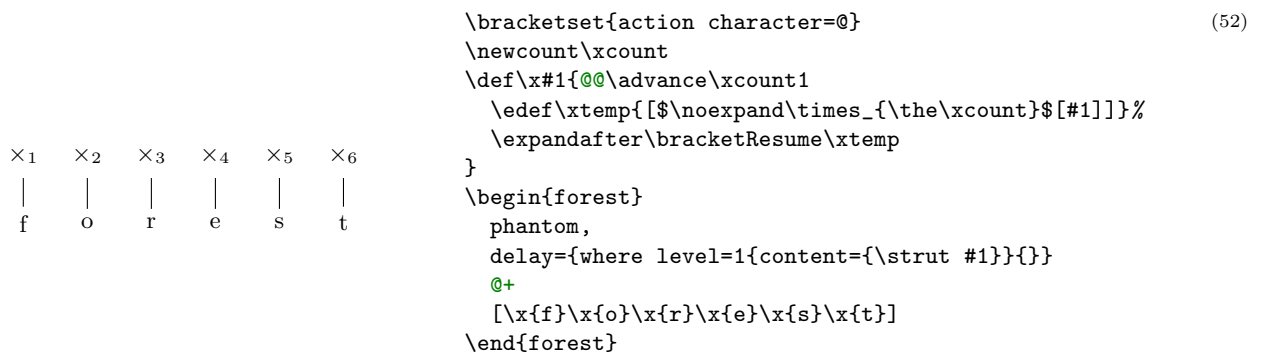 ×₁ ×₂ ×₃ ×₄ ×₅ ×₆
f o r e s t
\bracketset{action character=@} (52)
\newcount\xcount
\def\x#1{@@\advance\xcount1
  \edef\xtemp{[$\noexpand\times_{\the\xcount}$[#1]]}%
  \expandafter\bracketResume\xtemp
}
\begin{forest}
  phantom,
  delay={where level=1{content={\strut #1}}{}}
  @+
  [\x{f}\x{o}\x{r}\x{e}\x{s}\x{t}]
\end{forest}